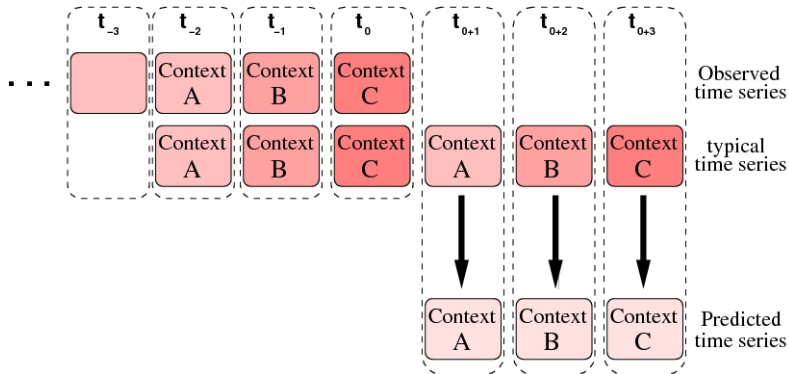 t-3 t-2 t-1 t0 t0+1 t0+2 t0+3
... Context A Context B Context C Observed time series
Context A Context B Context C Context A Context B Context C typical time series
Context A Context B Context C Predicted time series